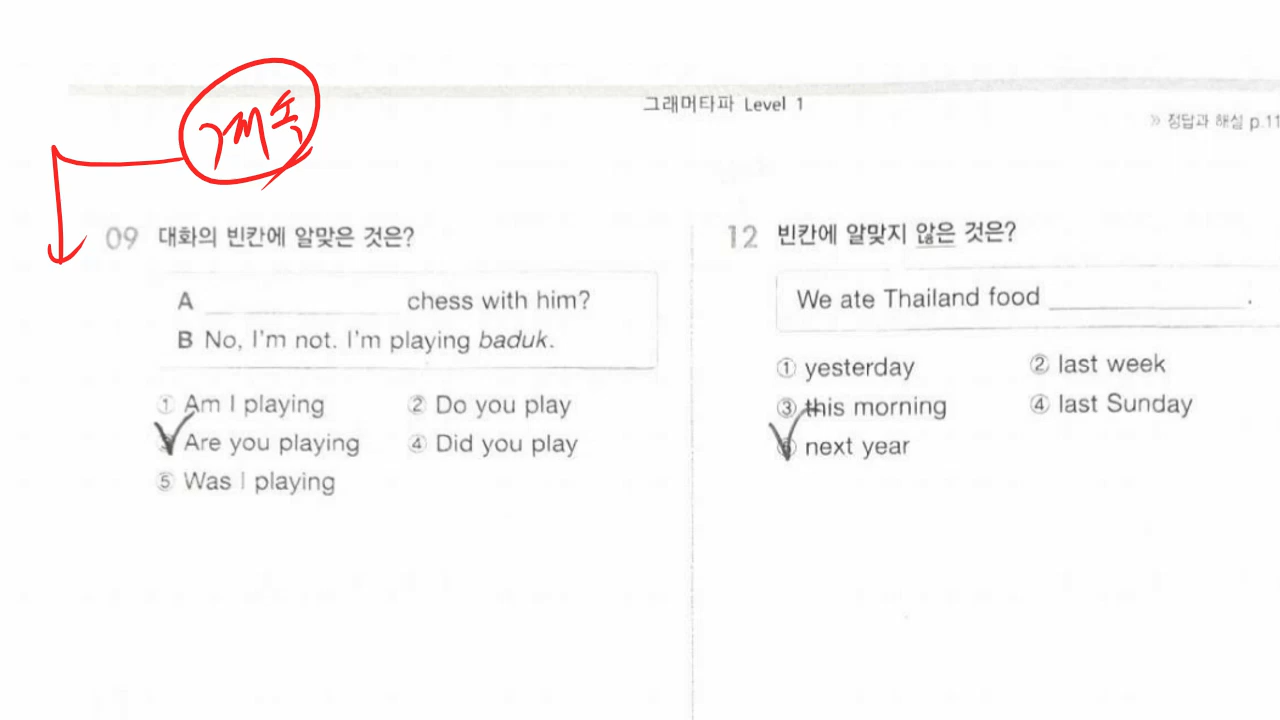 그래머타파 Level 1
» 정답과 해설 p.11
계속
09 대화의 빈칸에 알맞은 것은?
A ____________ chess with him?
B No, I'm not. I'm playing baduk.
① Am I playing ② Do you play
③ Are you playing ④ Did you play
⑤ Was I playing
12 빈칸에 알맞지 않은 것은?
We ate Thailand food ____________.
① yesterday ② last week
③ this morning ④ last Sunday
⑤ next year